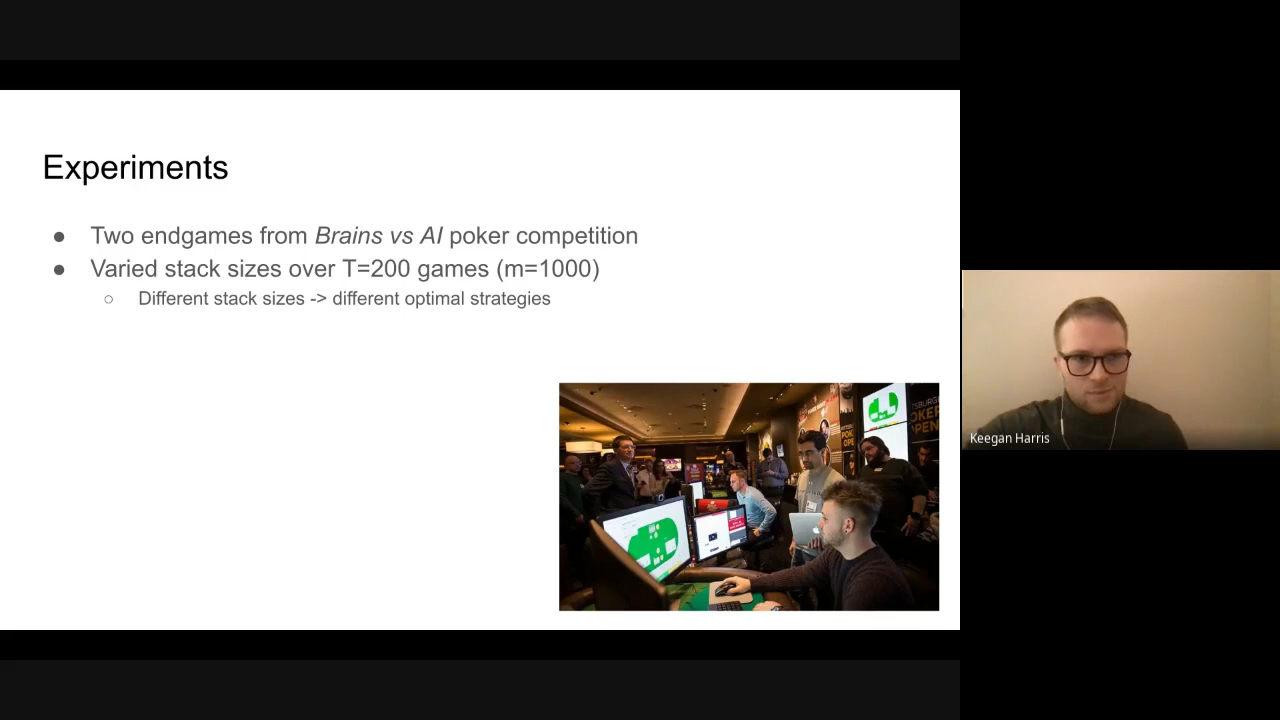 Experiments
● Two endgames from Brains vs AI poker competition
● Varied stack sizes over T=200 games (m=1000)
○ Different stack sizes -> different optimal strategies
Keegan Harris